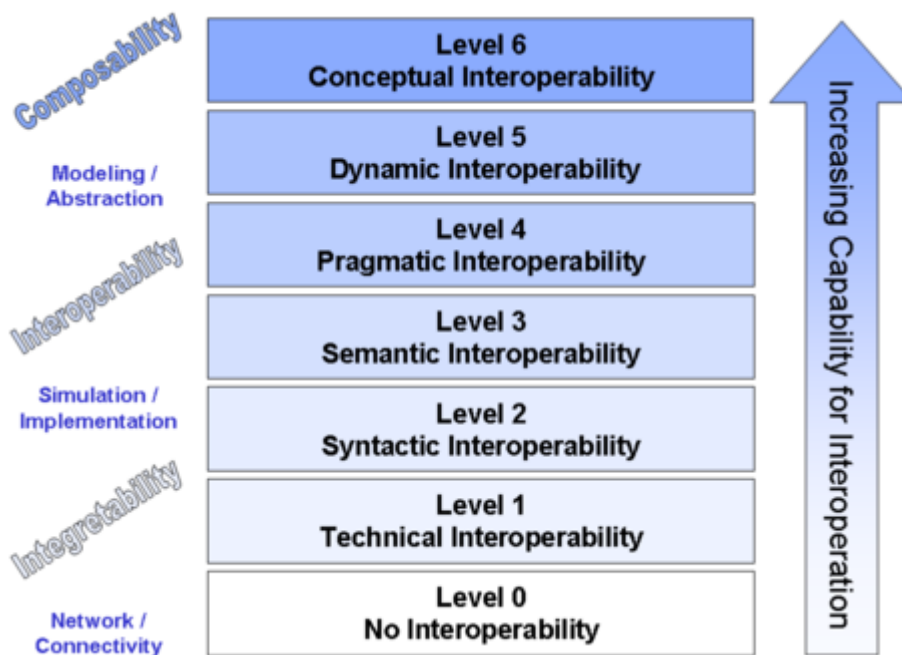 Composability
Level 6
Conceptual Interoperability
Level 5
Dynamic Interoperability
Modeling /
Abstraction
Level 4
Pragmatic Interoperability
Interoperability
Level 3
Semantic Interoperability
Simulation /
Implementation
Level 2
Syntactic Interoperability
Integretability
Level 1
Technical Interoperability
Level 0
No Interoperability
Network /
Connectivity
Increasing Capability for Interoperation